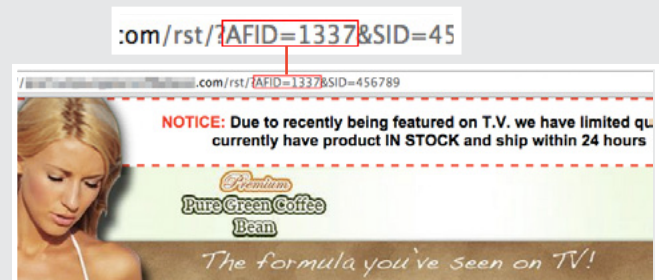 :om/rst/?AFID=1337&SID=45
.com/rst/?AFID=1337&SID=456789
NOTICE: Due to recently being featured on T.V. we have limited qu
currently have product IN STOCK and ship within 24 hours
Premium
Pure Green Coffee
Bean
The formula you've seen on TV!